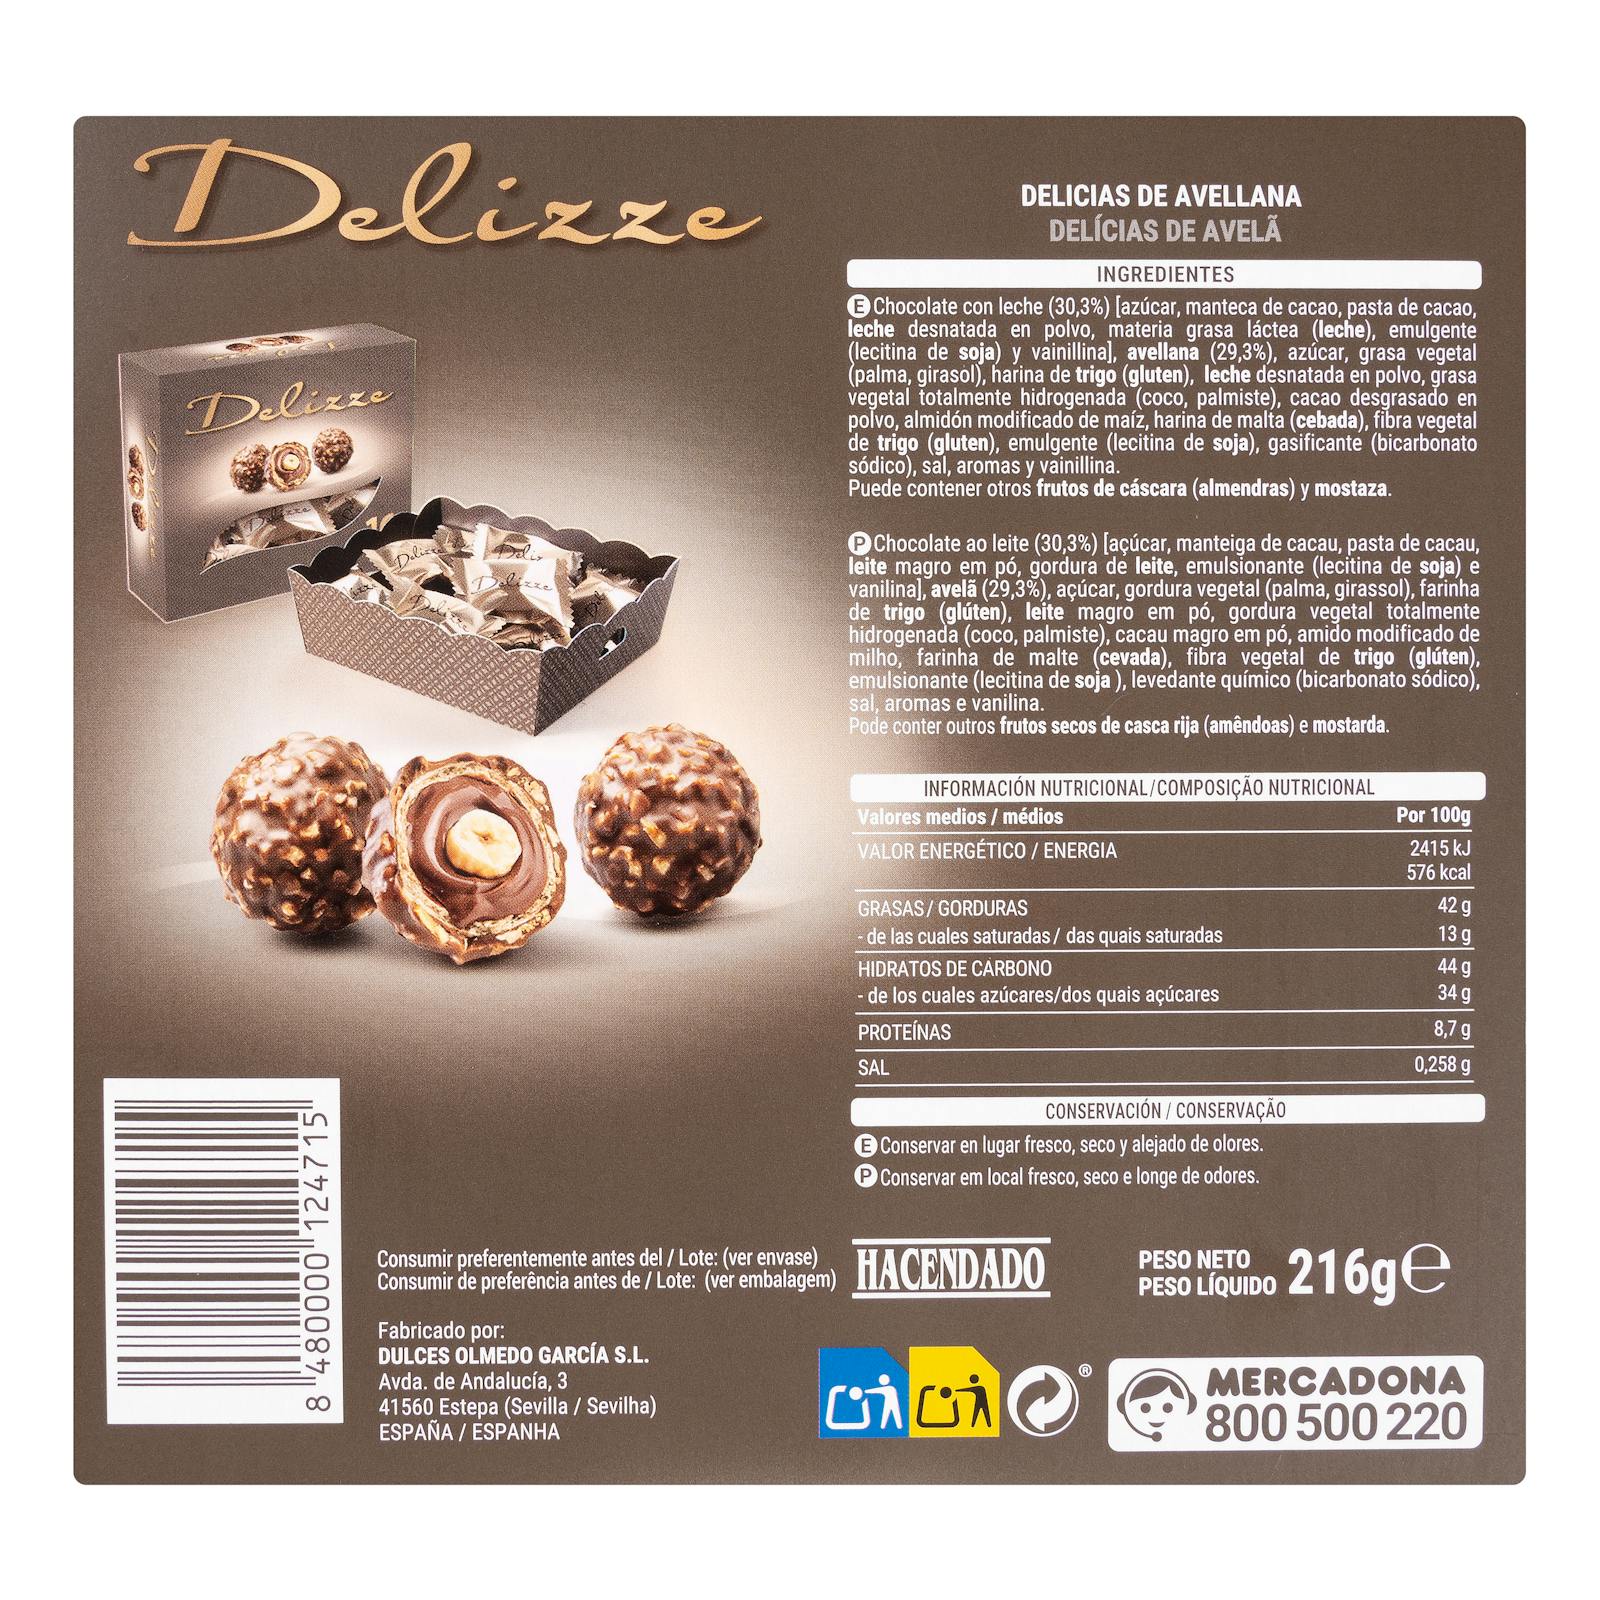 Delizze
DELICIAS DE AVELLANA
DELÍCIAS DE AVELÃ
INGREDIENTES
E Chocolate con leche (30,3%) [azúcar, manteca de cacao, pasta de cacao,
leche desnatada en polvo, materia grasa láctea (leche), emulgente
(lecitina de soja) y vainillina], avellana (29,3%), azúcar, grasa vegetal
(palma, girasol), harina de trigo (gluten), leche desnatada en polvo, grasa
vegetal totalmente hidrogenada (coco, palmiste), cacao desgrasado en
polvo, almidón modificado de maíz, harina de malta (cebada), fibra vegetal
de trigo (gluten), emulgente (lecitina de soja), gasificante (bicarbonato
sódico), sal, aromas y vainillina.
Puede contener otros frutos de cáscara (almendras) y mostaza.
P Chocolate ao leite (30,3%) [açúcar, manteiga de cacau, pasta de cacau,
leite magro em pó, gordura de leite, emulsionante (lecitina de soja) e
vanilina], avelã (29,3%), açúcar, gordura vegetal (palma, girassol), farinha
de trigo (glúten), leite magro em pó, gordura vegetal totalmente
hidrogenada (coco, palmiste), cacau magro em pó, amido modificado de
milho, farinha de malte (cevada), fibra vegetal de trigo (glúten),
emulsionante (lecitina de soja ), levedante químico (bicarbonato sódico),
sal, aromas e vanilina.
Pode conter outros frutos secos de casca rija (amêndoas) e mostarda.
INFORMACIÓN NUTRICIONAL/COMPOSIÇÃO NUTRICIONAL
Valores medios / médios Por 100g
VALOR ENERGÉTICO / ENERGIA 2415 kJ
576 kcal
GRASAS / GORDURAS 42 g
- de las cuales saturadas / das quais saturadas 13 g
HIDRATOS DE CARBONO 44 g
- de los cuales azúcares/dos quais açúcares 34 g
PROTEÍNAS 8,7 g
SAL 0,258 g
CONSERVACIÓN / CONSERVAÇÃO
E Conservar en lugar fresco, seco y alejado de olores.
P Conservar em local fresco, seco e longe de odores.
Delizze
Delizze
Delizze
Delizze
8 480000 124715
Consumir preferentemente antes del / Lote: (ver envase)
Consumir de preferência antes de / Lote: (ver embalagem)
Fabricado por:
DULCES OLMEDO GARCÍA S.L.
Avda. de Andalucía, 3
41560 Estepa (Sevilla / Sevilha)
ESPAÑA / ESPANHA
HACENDADO
PESO NETO
PESO LÍQUIDO 216g e
®
MERCADONA
800 500 220